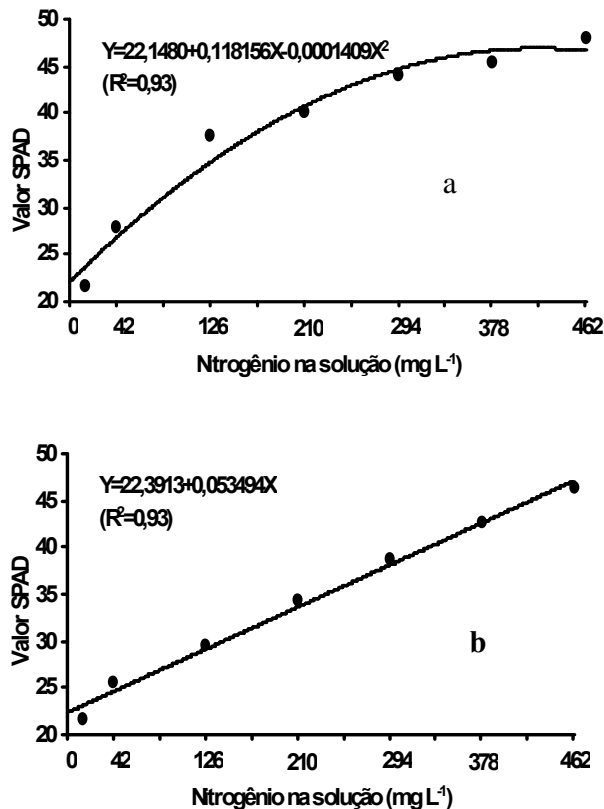 50
Y=22,1480+0,118156X-0,0001409X²
(R²=0,93)
45
40
35
30
25
20
Valor SPAD
a
0 42 126 210 294 378 462
Nitrogênio na solução (mg L⁻¹)
50
Y=22,3913+0,053494X
(R²=0,93)
45
40
35
30
25
20
Valor SPAD
b
0 42 126 210 294 378 462
Nitrogênio na solução (mg L⁻¹)